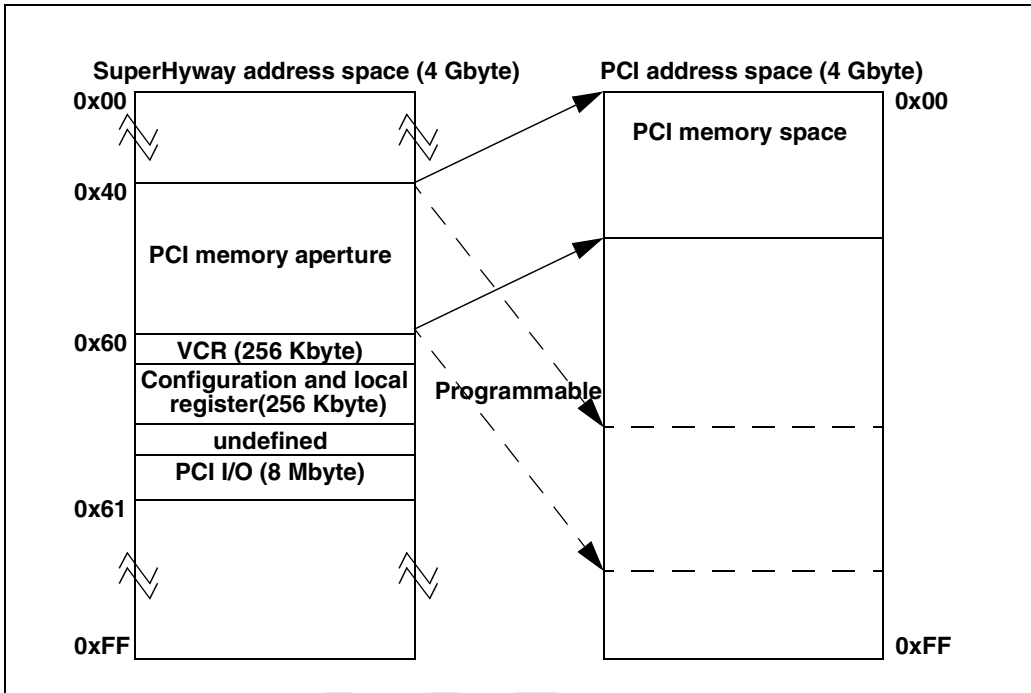 SuperHyway address space (4 Gbyte)
PCI address space (4 Gbyte)
0x00
0x00
PCI memory space
0x40
PCI memory aperture
0x60
VCR (256 Kbyte)
Configuration and local
register(256 Kbyte)
Programmable
undefined
PCI I/O (8 Mbyte)
0x61
0xFF
0xFF